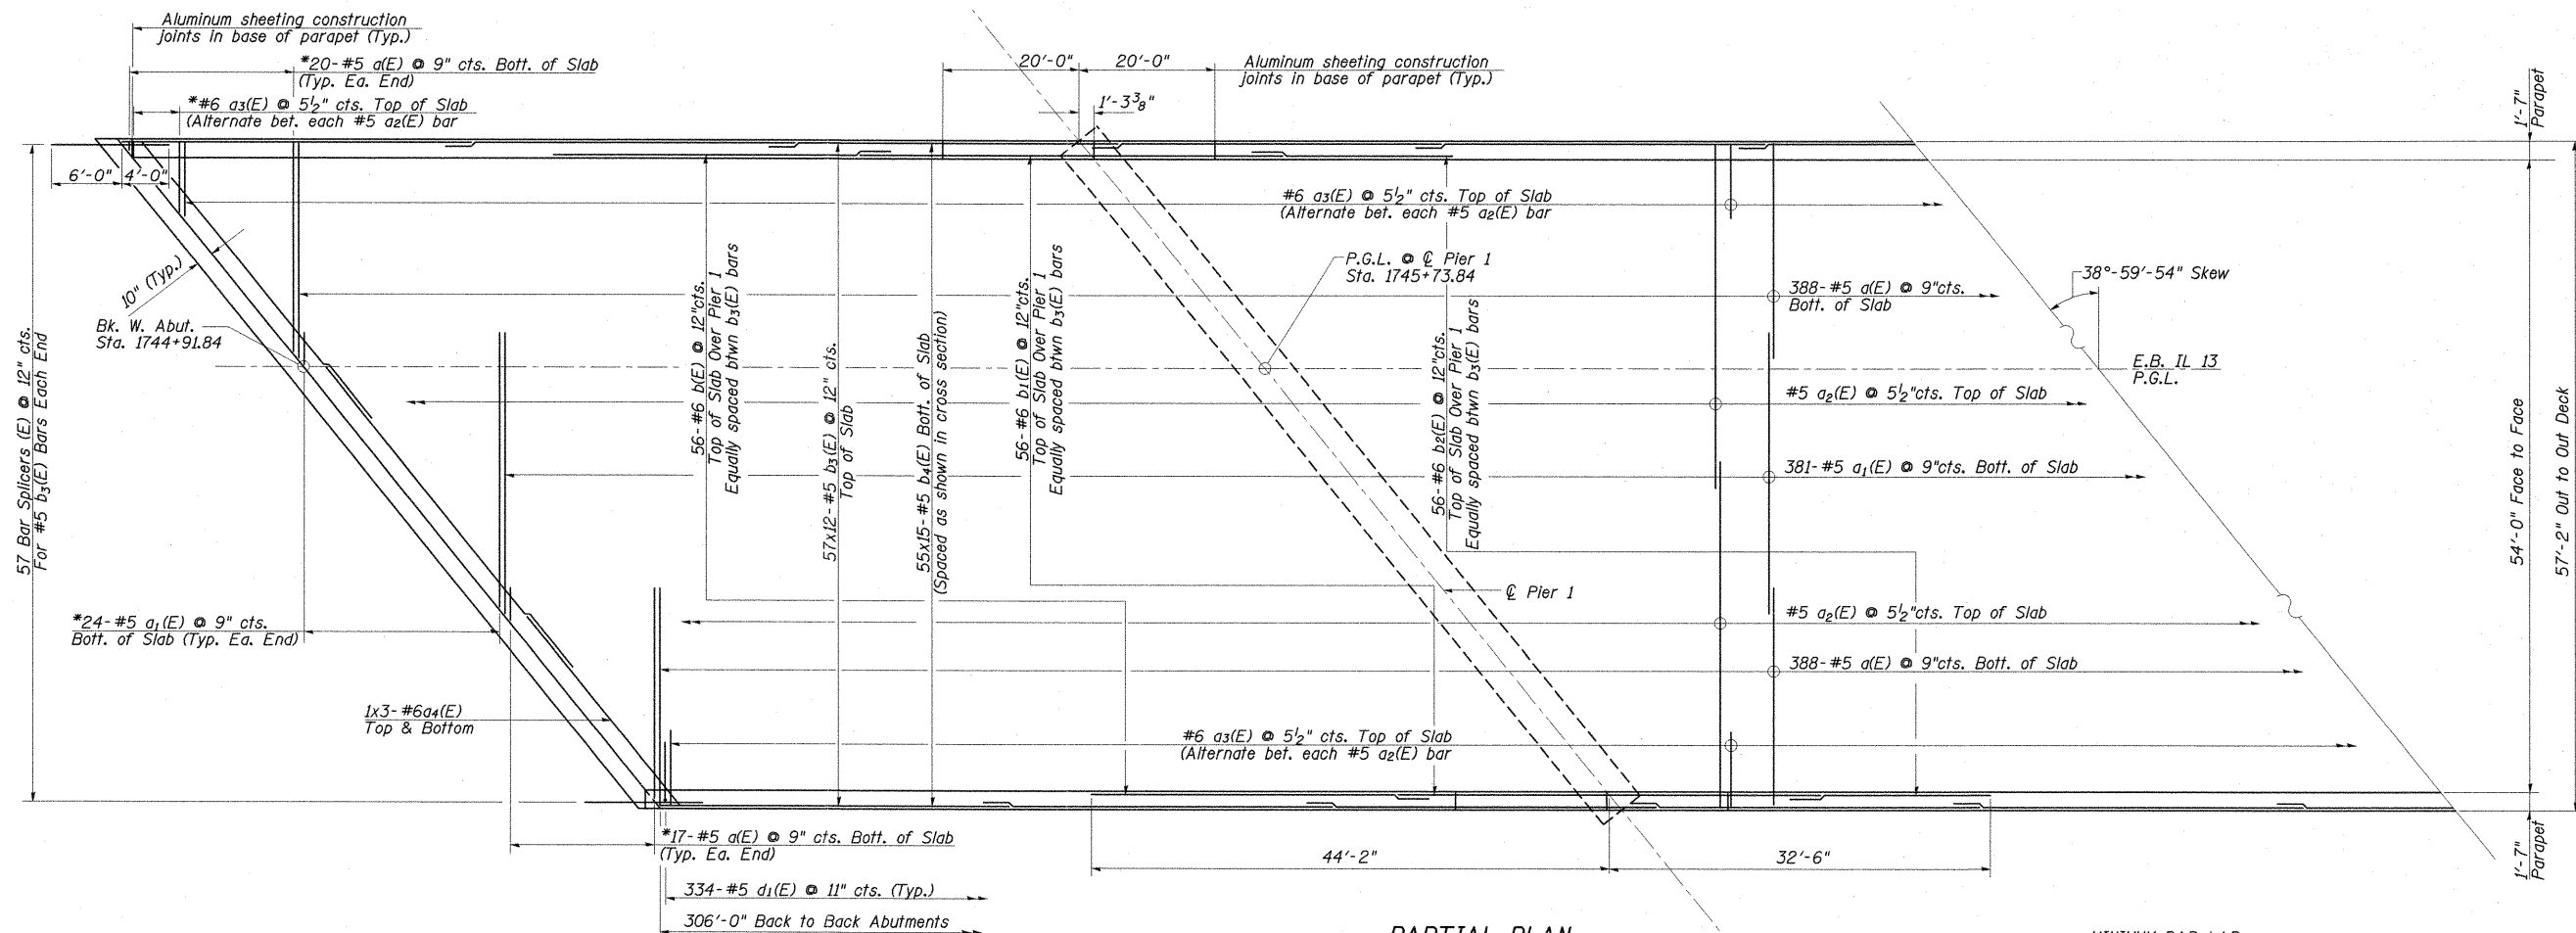 Aluminum sheeting construction
joints in base of parapet (Typ.)
*20-#5 a(E) @ 9" cts. Bott. of Slab
(Typ. Ea. End)
*#6 a3(E) @ 5½" cts. Top of Slab
(Alternate bet. each #5 a2(E) bar
6'-0"
4'-0"
20'-0"
20'-0"
Aluminum sheeting construction
joints in base of parapet (Typ.)
1'-3⅜"
1'-7"
Parapet
#6 a3(E) @ 5½" cts. Top of Slab
(Alternate bet. each #5 a2(E) bar
10" (Typ.)
Bk. W. Abut.
Sta. 1744+91.84
57 Bar Splicers (E) @ 12" cts.
For #5 b3(E) Bars Each End
56-#6 b(E) @ 12"cts.
Top of Slab Over Pier 1
Equally spaced btwn b3(E) bars
57x12-#5 b3(E) @ 12" cts.
Top of Slab
55x15-#5 b4(E) Bott. of Slab
(Spaced as shown in cross section)
56-#6 b1(E) @ 12"cts.
Top of Slab Over Pier 1
Equally spaced btwn b3(E) bars
P.G.L. @ ℄ Pier 1
Sta. 1745+73.84
56-#6 b2(E) @ 12"cts.
Top of Slab Over Pier 1
Equally spaced btwn b3(E) bars
38°-59'-54" Skew
388-#5 a(E) @ 9"cts.
Bott. of Slab
E.B. IL 13
P.G.L.
#5 a2(E) @ 5½"cts. Top of Slab
381-#5 a1(E) @ 9"cts. Bott. of Slab
54'-0" Face to Face
57'-2" Out to Out Deck
℄ Pier 1
*24-#5 a1(E) @ 9" cts.
Bott. of Slab (Typ. Ea. End)
#5 a2(E) @ 5½"cts. Top of Slab
388-#5 a(E) @ 9"cts. Bott. of Slab
1x3-#6a4(E)
Top & Bottom
#6 a3(E) @ 5½" cts. Top of Slab
(Alternate bet. each #5 a2(E) bar
*17-#5 a(E) @ 9" cts. Bott. of Slab
(Typ. Ea. End)
44'-2"
32'-6"
1'-7"
Parapet
334-#5 d1(E) @ 11" cts. (Typ.)
306'-0" Back to Back Abutments
PARTIAL PLAN
MINIMUM BAR LAP